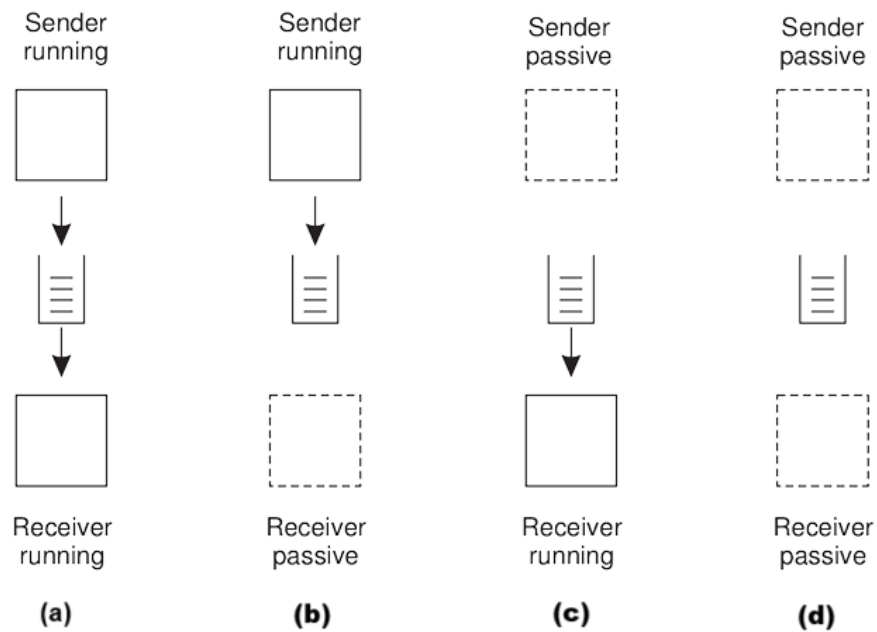 Sender
running
Sender
running
Sender
passive
Sender
passive
Receiver
running
Receiver
passive
Receiver
running
Receiver
passive
(a)
(b)
(c)
(d)